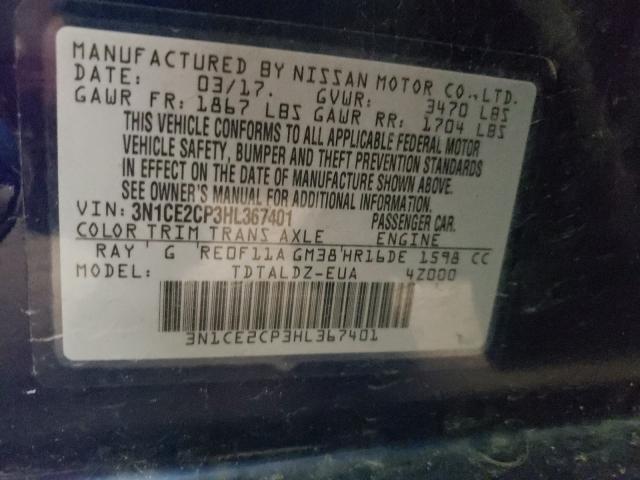 MANUFACTURED BY NISSAN MOTOR CO.,LTD.
DATE: 03/17. GVWR: 3470 LBS
GAWR FR: 1867 LBS GAWR RR: 1704 LBS
THIS VEHICLE CONFORMS TO ALL APPLICABLE FEDERAL MOTOR
VEHICLE SAFETY, BUMPER AND THEFT PREVENTION STANDARDS
IN EFFECT ON THE DATE OF MANUFACTURE SHOWN ABOVE.
SEE OWNER'S MANUAL FOR ADDITIONAL INFORMATION.
VIN: 3N1CE2CP3HL367401 PASSENGER CAR.
COLOR TRIM TRANS AXLE ENGINE
RAY G RE0F11A GM38 HR16DE 1598 CC
MODEL: TDTALDZ-EUA 4Z000
3N1CE2CP3HL367401